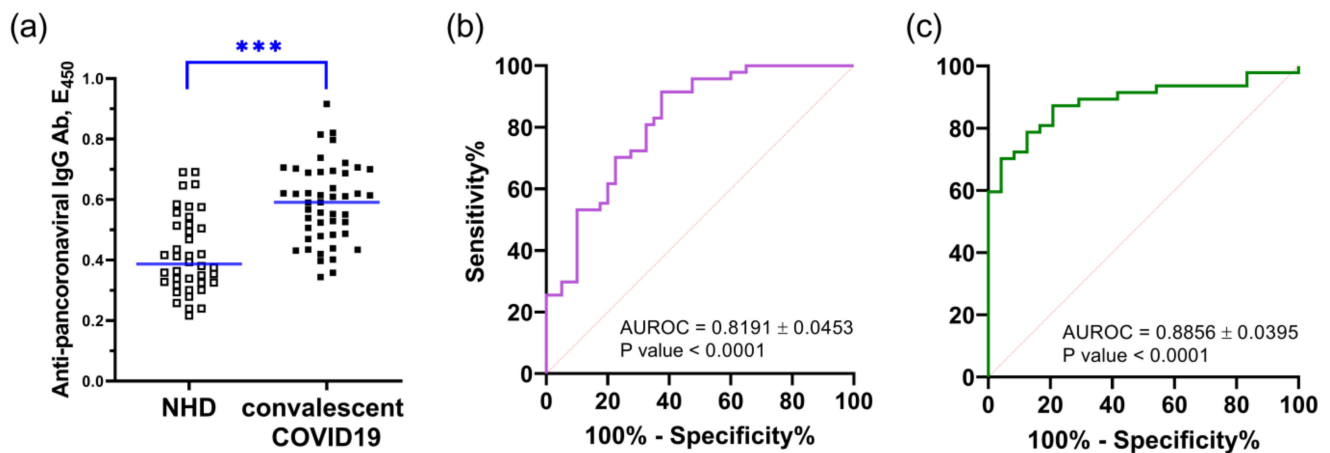 (a)
***
Anti-pancoronaviral IgG Ab, E450
1.0
0.8
0.6
0.4
0.2
0.0
NHD
convalescent
COVID19
(b)
Sensitivity%
100
80
60
40
20
0
AUROC = 0.8191 ± 0.0453
P value < 0.0001
0 20 40 60 80 100
100% - Specificity%
(c)
100
80
60
40
20
0
AUROC = 0.8856 ± 0.0395
P value < 0.0001
0 20 40 60 80 100
100% - Specificity%